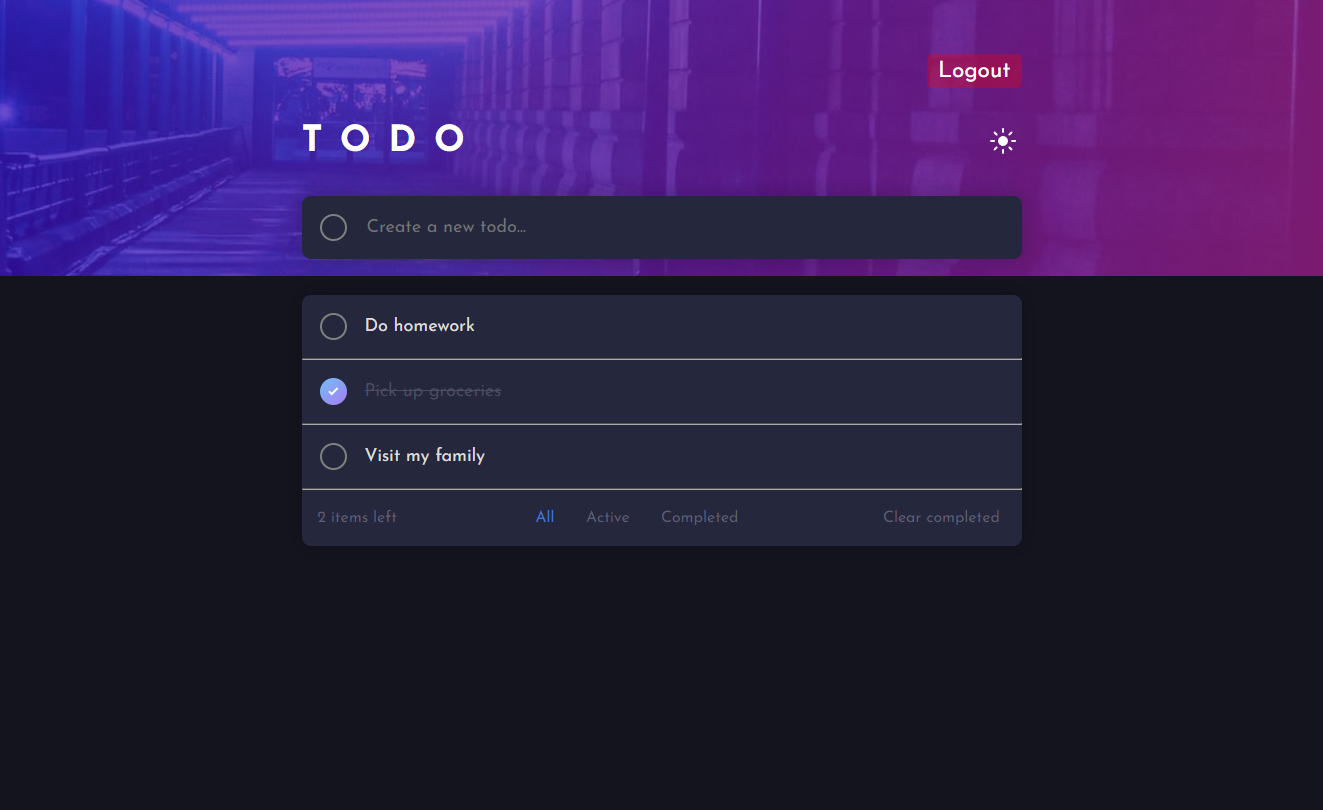 Logout
T O D O
Create a new todo...
Do homework
Pick up groceries
Visit my family
2 items left All Active Completed Clear completed